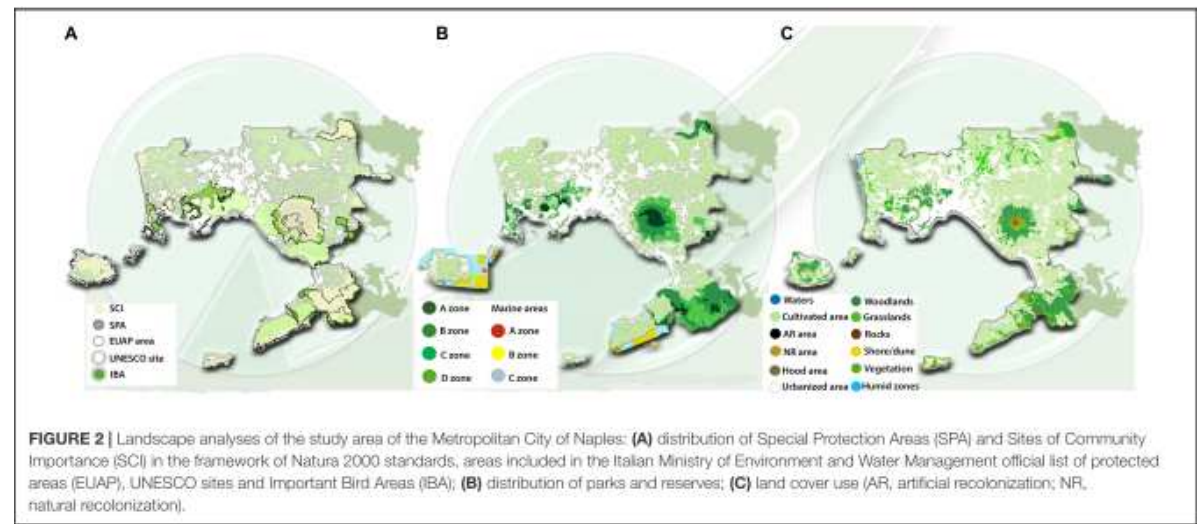 A
B
C
SCI
SPA
EUAP area
UNESCO site
IBA
A zone
B zone
C zone
D zone
Marine areas
A zone
B zone
C zone
Waters
Cultivated area
AR area
NR area
Hood area
Urbanized area
Woodlands
Grasslands
Rocks
Shore/dune
Vegetation
Humid zones
FIGURE 2 | Landscape analyses of the study area of the Metropolitan City of Naples: (A) distribution of Special Protection Areas (SPA) and Sites of Community
Importance (SCI) in the framework of Natura 2000 standards, areas included in the Italian Ministry of Environment and Water Management official list of protected
areas (EUAP), UNESCO sites and Important Bird Areas (IBA); (B) distribution of parks and reserves; (C) land cover use (AR, artificial recolonization; NR,
natural recolonization).